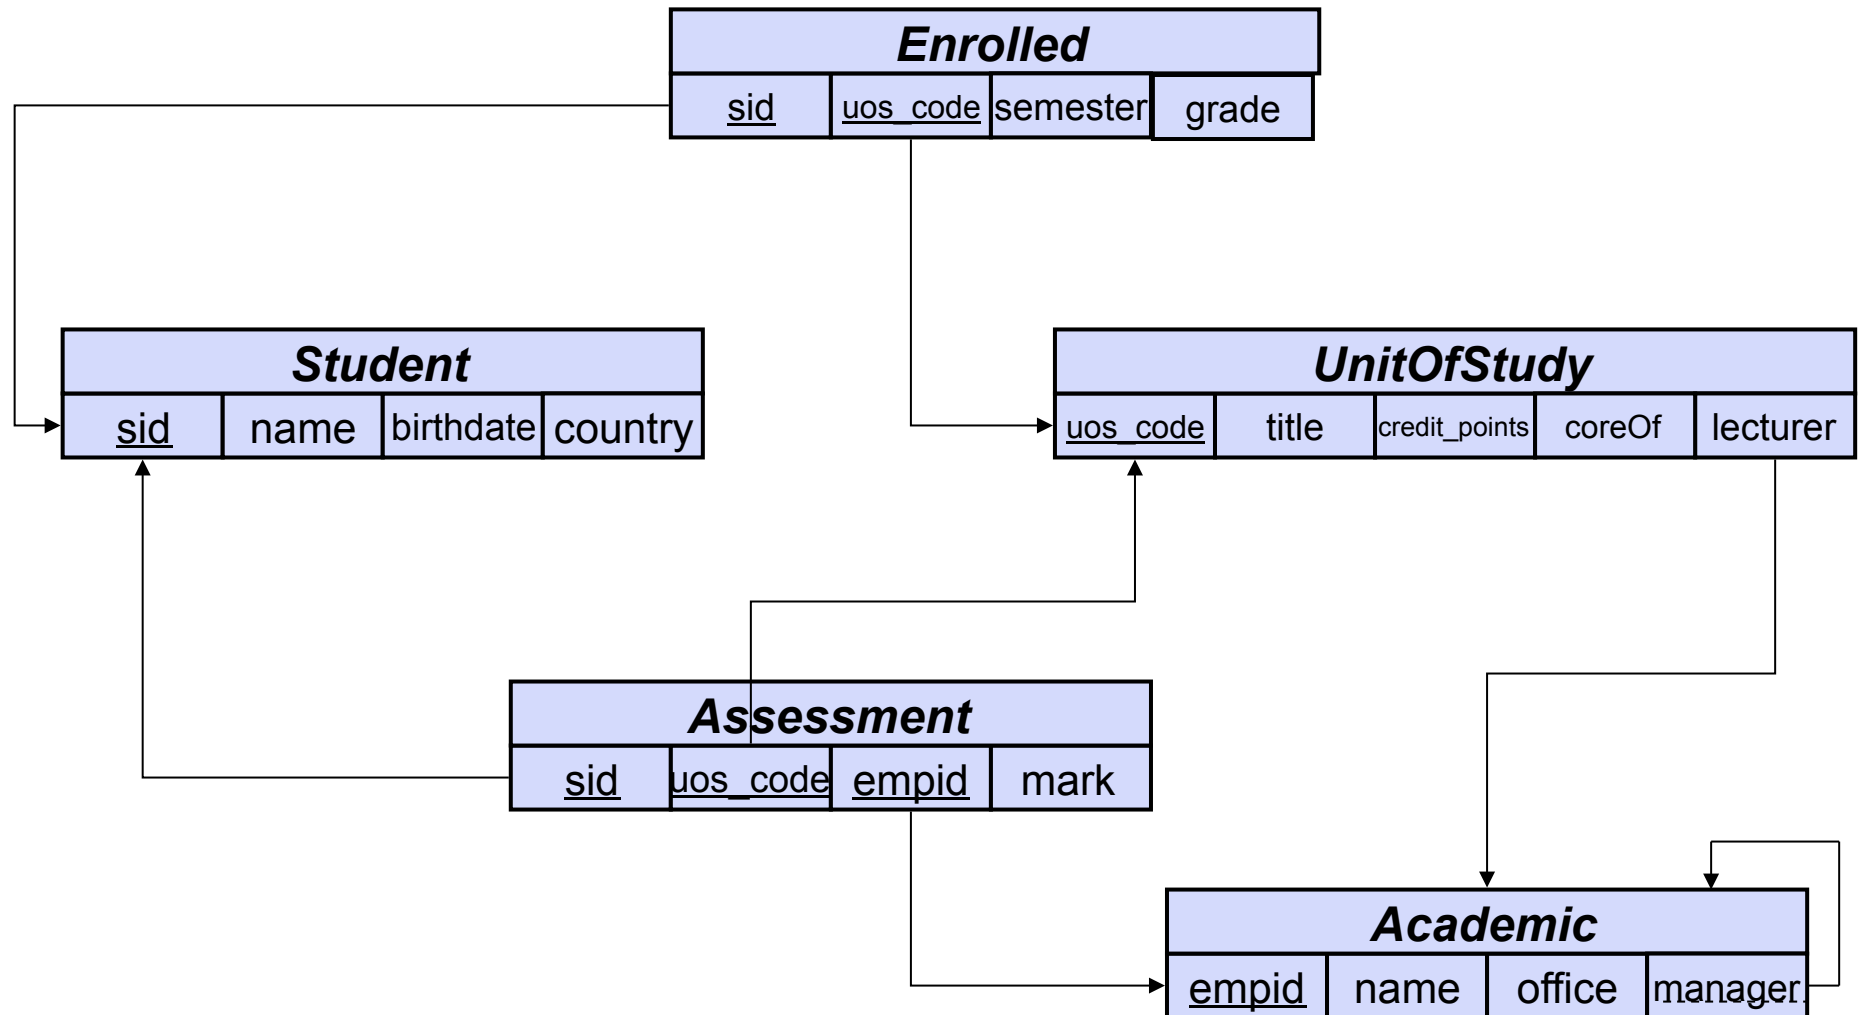 Enrolled
sid uos_code semester grade
Student
sid name birthdate country
UnitOfStudy
uos_code title credit_points coreOf lecturer
Assessment
sid uos_code empid mark
Academic
empid name office manager